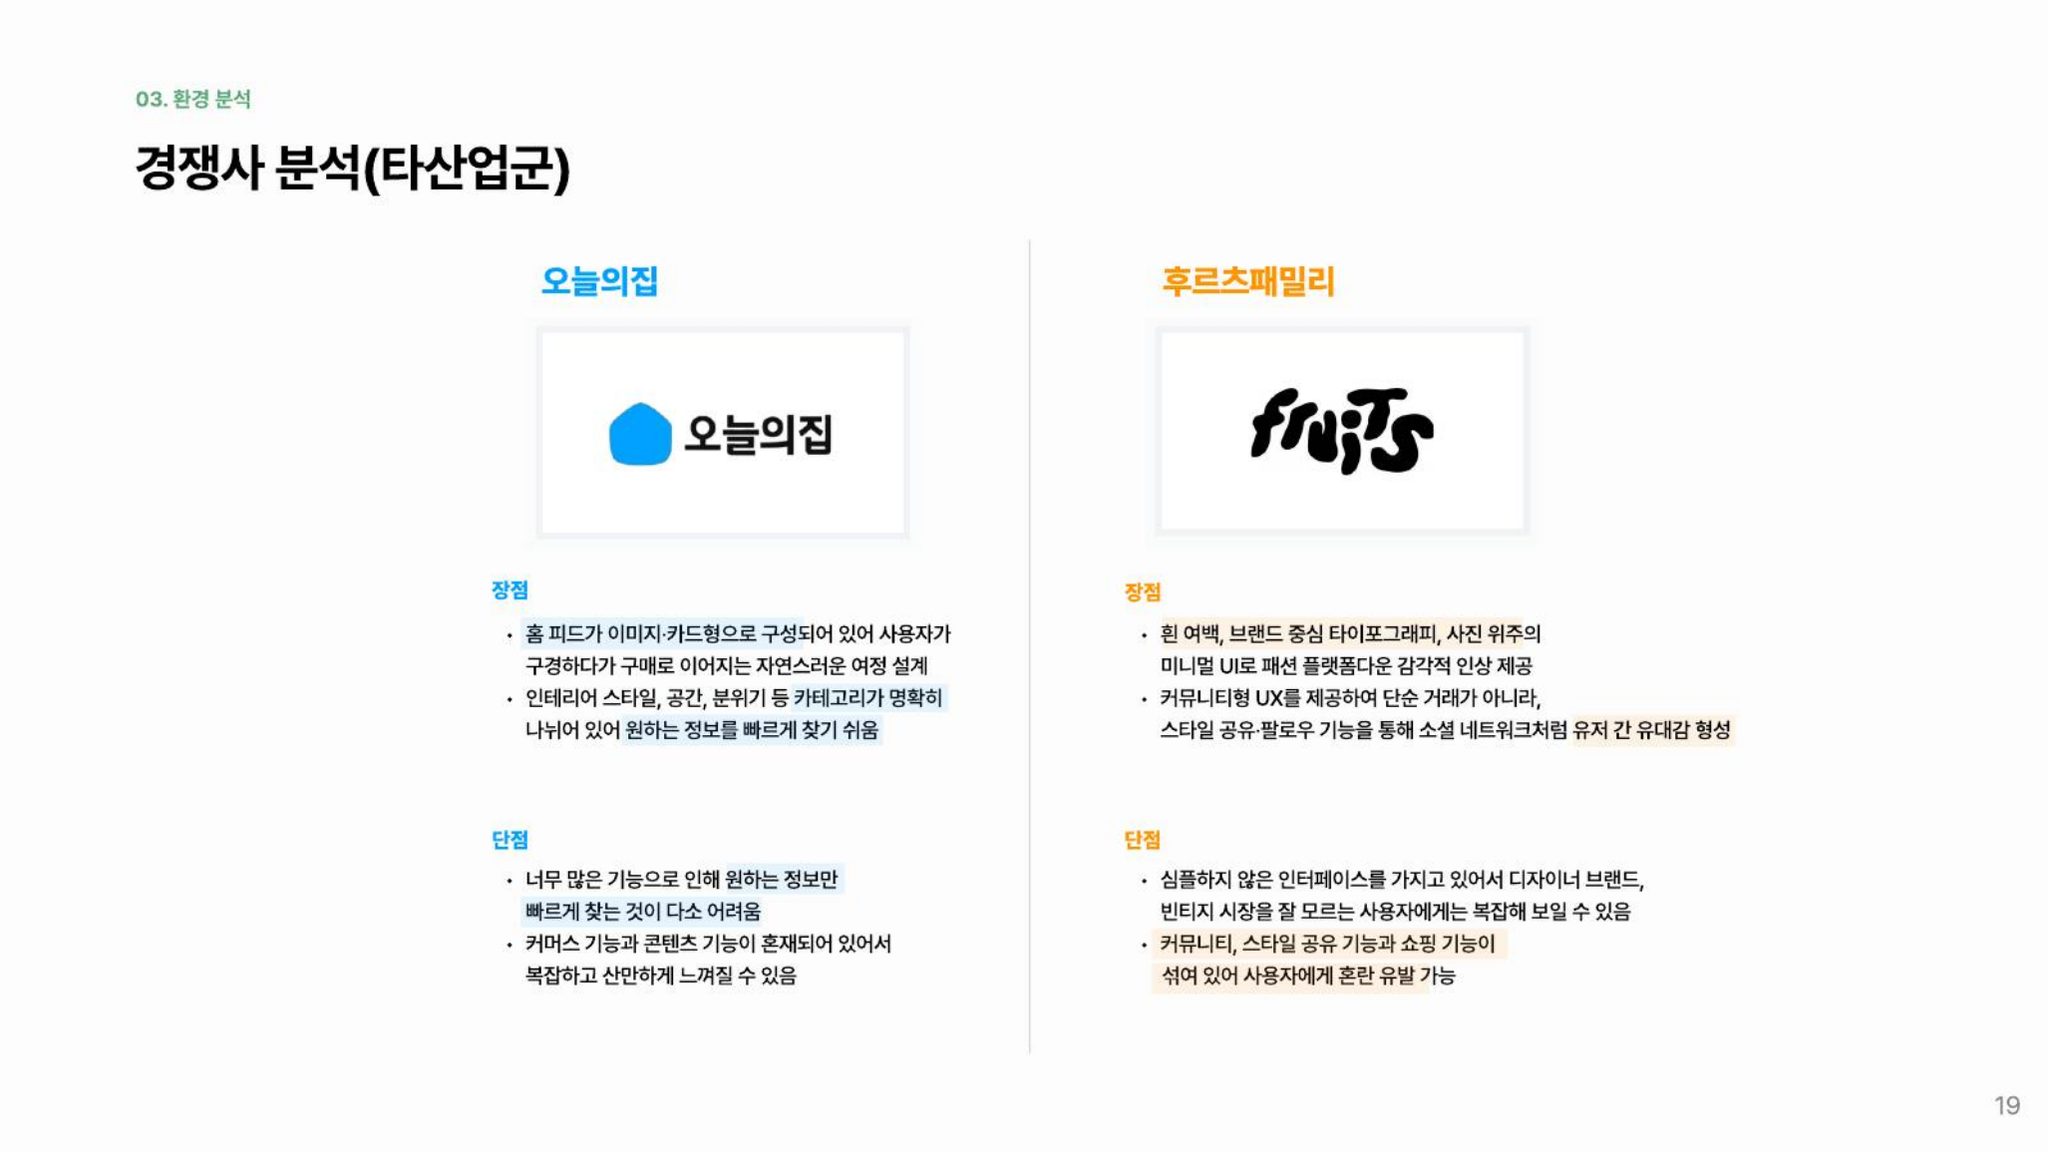 03. 환경 분석
경쟁사 분석(타산업군)
오늘의집
오늘의집
장점
• 홈 피드가 이미지·카드형으로 구성되어 있어 사용자가
구경하다가 구매로 이어지는 자연스러운 여정 설계
• 인테리어 스타일, 공간, 분위기 등 카테고리가 명확히
나뉘어 있어 원하는 정보를 빠르게 찾기 쉬움
단점
• 너무 많은 기능으로 인해 원하는 정보만
빠르게 찾는 것이 다소 어려움
• 커머스 기능과 콘텐츠 기능이 혼재되어 있어서
복잡하고 산만하게 느껴질 수 있음
후르츠패밀리
fruiTs
장점
• 흰 여백, 브랜드 중심 타이포그래피, 사진 위주의
미니멀 UI로 패션 플랫폼다운 감각적 인상 제공
• 커뮤니티형 UX를 제공하여 단순 거래가 아니라,
스타일 공유·팔로우 기능을 통해 소셜 네트워크처럼 유저 간 유대감 형성
단점
• 심플하지 않은 인터페이스를 가지고 있어서 디자이너 브랜드,
빈티지 시장을 잘 모르는 사용자에게는 복잡해 보일 수 있음
• 커뮤니티, 스타일 공유 기능과 쇼핑 기능이
섞여 있어 사용자에게 혼란 유발 가능
19